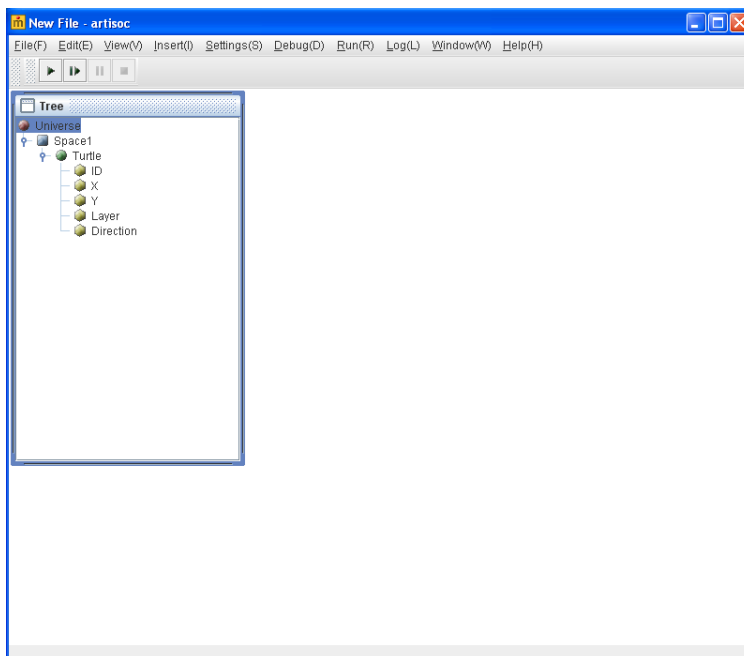 New File - artisoc
File(F) Edit(E) View(V) Insert(I) Settings(S) Debug(D) Run(R) Log(L) Window(W) Help(H)
Tree
Universe
Space1
Turtle
ID
X
Y
Layer
Direction